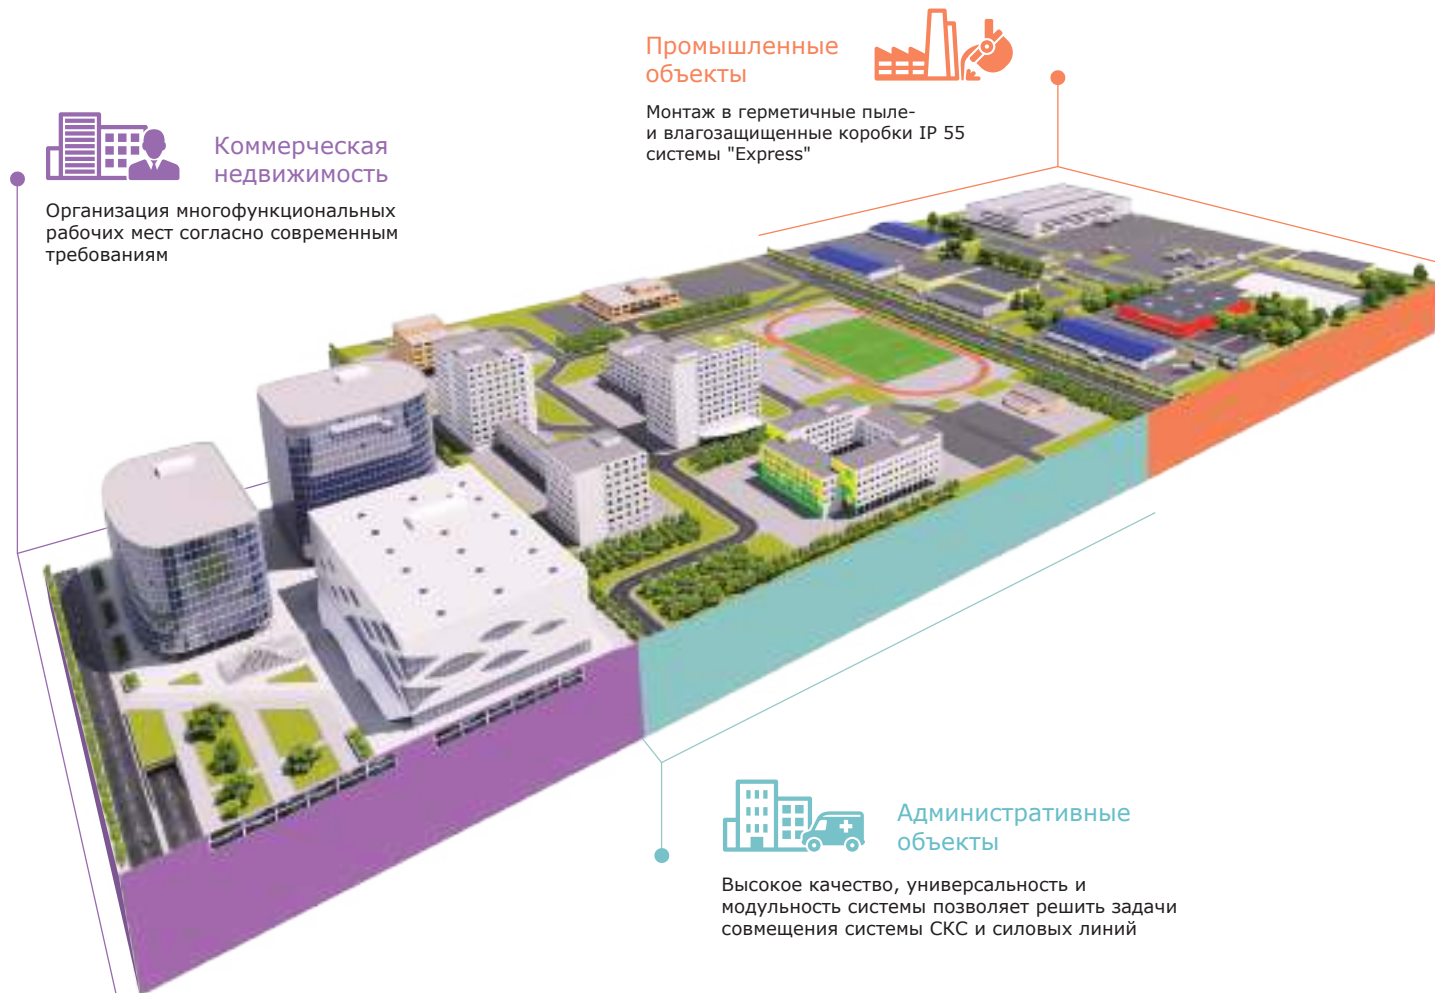 Промышленные
объекты
Монтаж в герметичные пыле-
и влагозащищенные коробки IP 55
системы "Express"
Коммерческая
недвижимость
Организация многофункциональных
рабочих мест согласно современным
требованиям
Административные
объекты
Высокое качество, универсальность и
модульность системы позволяет решить задачи
совмещения системы СКС и силовых линий